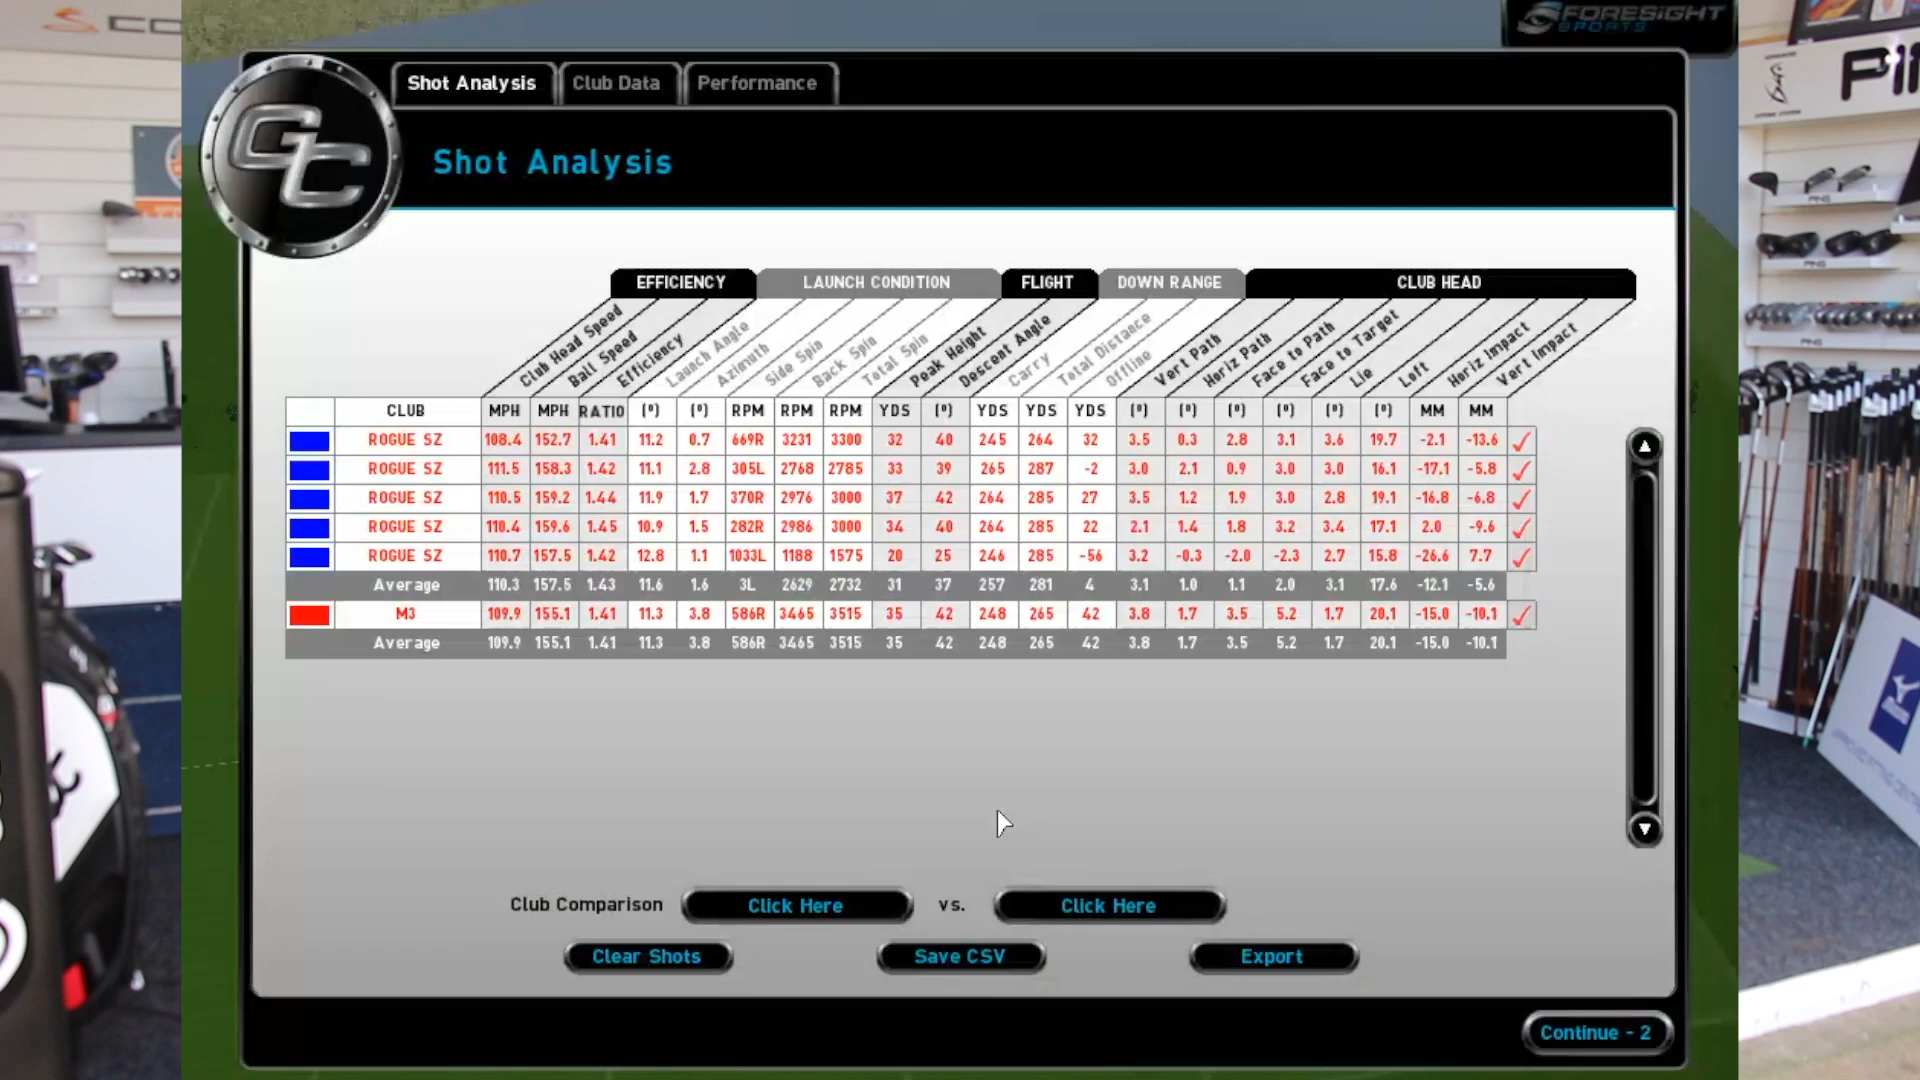 FORESIGHT
SPORTS
PING
PING
PING
GC
Shot Analysis
Club Data
Performance
Shot Analysis
EFFICIENCY
LAUNCH CONDITION
FLIGHT
DOWN RANGE
CLUB HEAD
Club Head Speed
Ball Speed
Efficiency
Launch Angle
Azimuth
Side Spin
Back Spin
Total Spin
Peak Height
Descent Angle
Carry
Total Distance
Offline
Vert Path
Horiz Path
Face to Path
Face to Target
Lie
Loft
Horiz Impact
Vert Impact
CLUB MPH MPH RATIO (º) (º) RPM RPM RPM YDS (º) YDS YDS YDS (º) (º) (º) (º) (º) (º) MM MM
ROGUE SZ 108.4 152.7 1.41 11.2 0.7 669R 3231 3300 32 40 245 264 32 3.5 0.3 2.8 3.1 3.6 19.7 -2.1 -13.6
ROGUE SZ 111.5 158.3 1.42 11.1 2.8 305L 2768 2785 33 39 265 287 -2 3.0 2.1 0.9 3.0 3.0 16.1 -17.1 -5.8
ROGUE SZ 110.5 159.2 1.44 11.9 1.7 370R 2976 3000 37 42 264 285 27 3.5 1.2 1.9 3.0 2.8 19.1 -16.8 -6.8
ROGUE SZ 110.4 159.6 1.45 10.9 1.5 282R 2986 3000 34 40 264 285 22 2.1 1.4 1.8 3.2 3.4 17.1 2.0 -9.6
ROGUE SZ 110.7 157.5 1.42 12.8 1.1 1033L 1188 1575 20 25 246 285 -56 3.2 -0.3 -2.0 -2.3 2.7 15.8 -26.6 7.7
Average 110.3 157.5 1.43 11.6 1.6 3L 2629 2732 31 37 257 281 4 3.1 1.0 1.1 2.0 3.1 17.6 -12.1 -5.6
M3 109.9 155.1 1.41 11.3 3.8 586R 3465 3515 35 42 248 265 42 3.8 1.7 3.5 5.2 1.7 20.1 -15.0 -10.1
Average 109.9 155.1 1.41 11.3 3.8 586R 3465 3515 35 42 248 265 42 3.8 1.7 3.5 5.2 1.7 20.1 -15.0 -10.1
Club Comparison Click Here vs. Click Here
Clear Shots
Save CSV
Export
Continue - 2